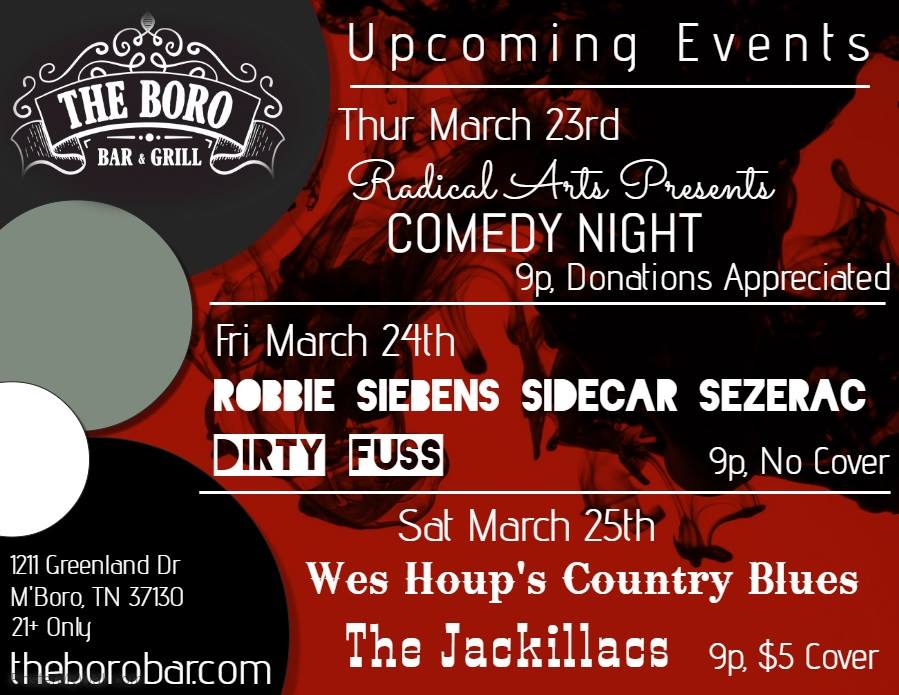 THE BORO
BAR & GRILL
Upcoming Events
Thur March 23rd
Radical Arts Presents
COMEDY NIGHT
9p, Donations Appreciated
Fri March 24th
ROBBIE SIEBENS SIDECAR SEZERAC
DIRTY FUSS
9p, No Cover
Sat March 25th
Wes Houp's Country Blues
The Jackillacs
9p, $5 Cover
1211 Greenland Dr
M'Boro, TN 37130
21+ Only
theborobar.com